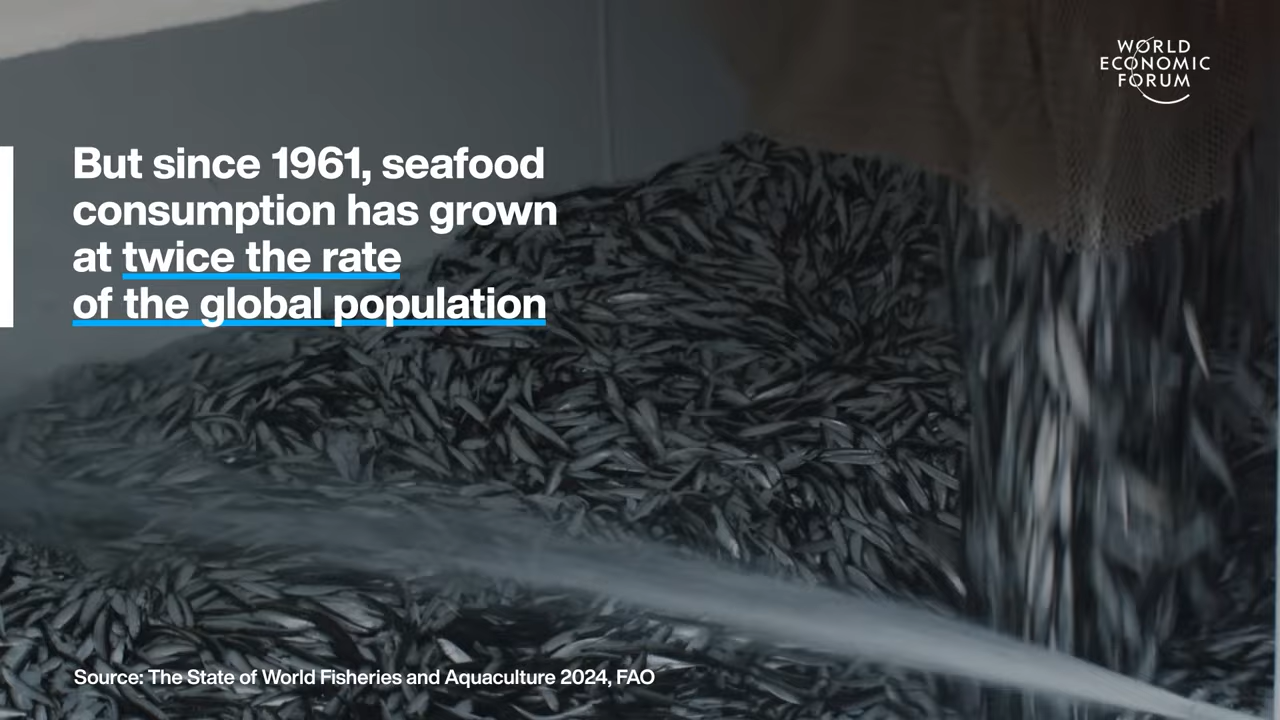 WORLD
ECONOMIC
FORUM
But since 1961, seafood
consumption has grown
at twice the rate
of the global population
Source: The State of World Fisheries and Aquaculture 2024, FAO